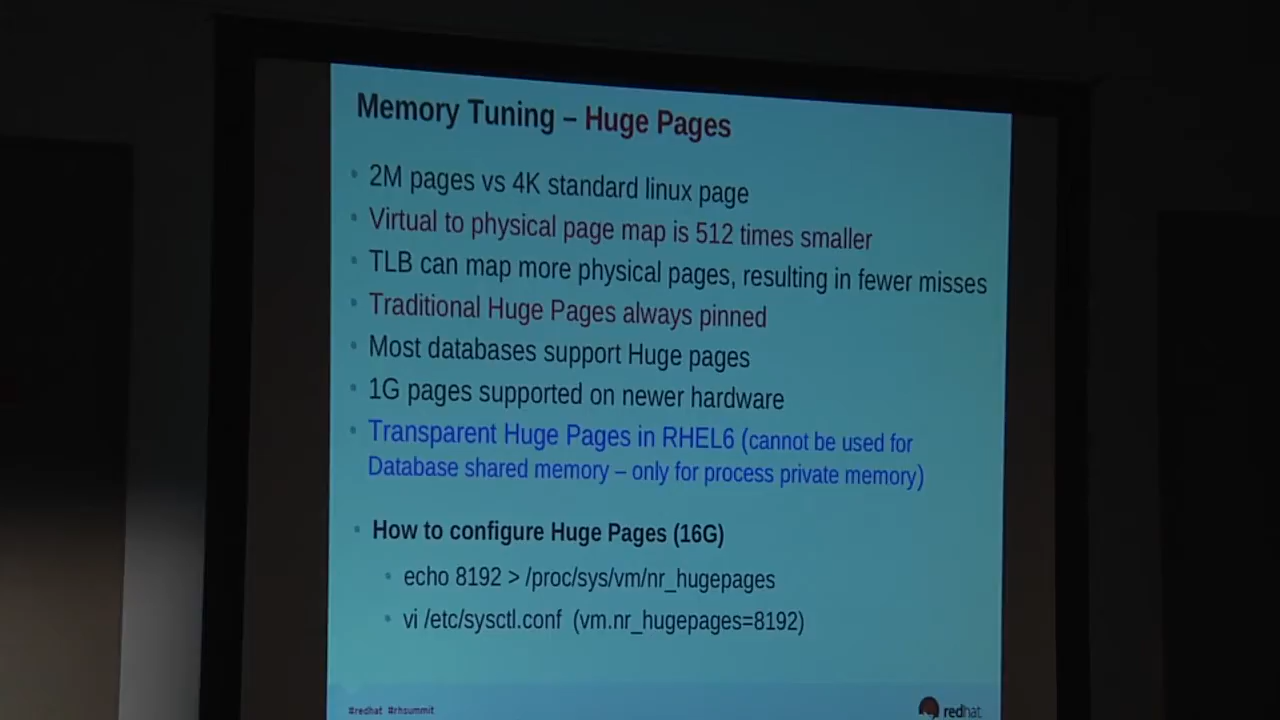 Memory Tuning – Huge Pages
2M pages vs 4K standard linux page
Virtual to physical page map is 512 times smaller
TLB can map more physical pages, resulting in fewer misses
Traditional Huge Pages always pinned
Most databases support Huge pages
1G pages supported on newer hardware
Transparent Huge Pages in RHEL6 (cannot be used for
Database shared memory – only for process private memory)
How to configure Huge Pages (16G)
echo 8192 > /proc/sys/vm/nr_hugepages
vi /etc/sysctl.conf (vm.nr_hugepages=8192)
#redhat #rhsummit
redhat